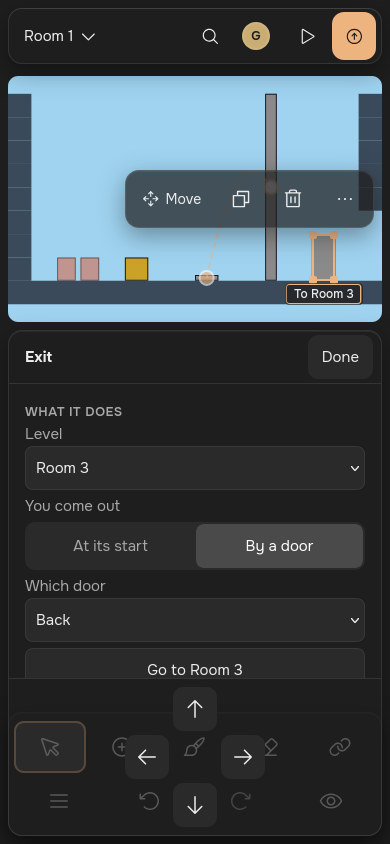 Room 1
G
Move
To Room 3
Exit
Done
WHAT IT DOES
Level
Room 3
You come out
At its start
By a door
Which door
Back
Go to Room 3